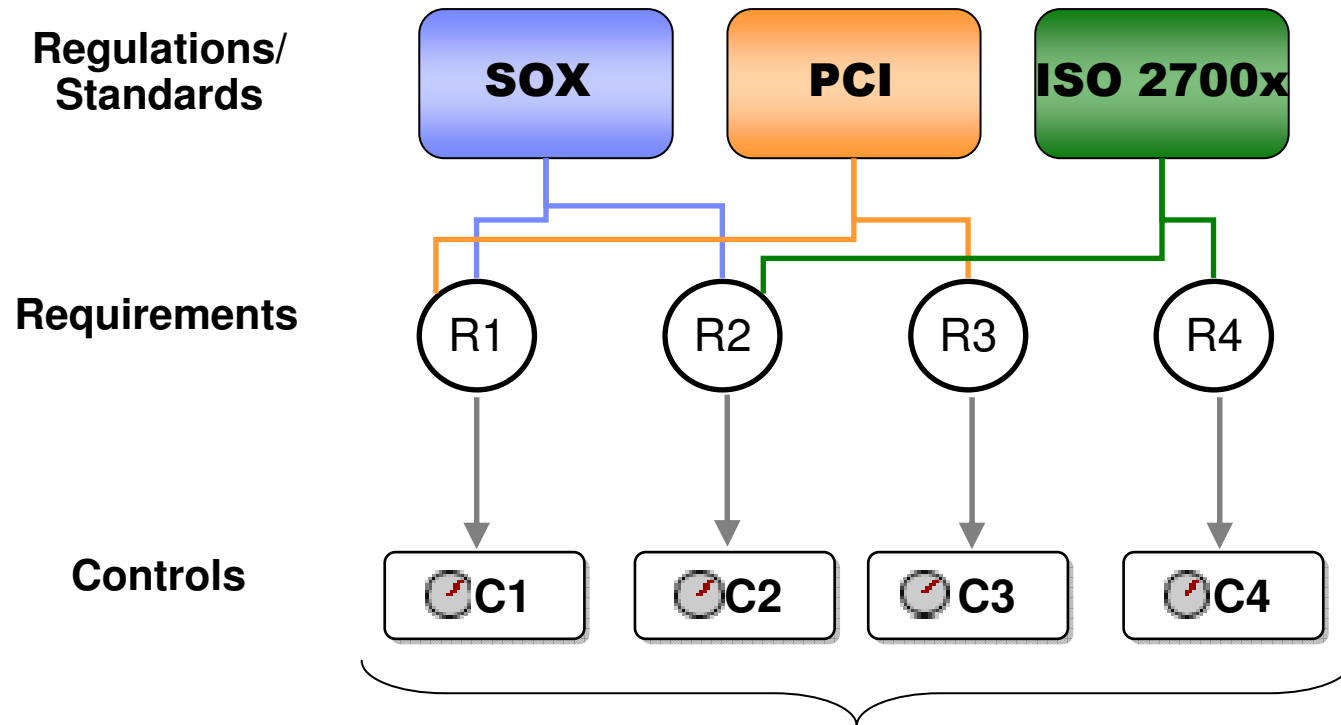 Regulations/
Standards
SOX
PCI
ISO 2700x
Requirements
R1
R2
R3
R4
Controls
C1
C2
C3
C4